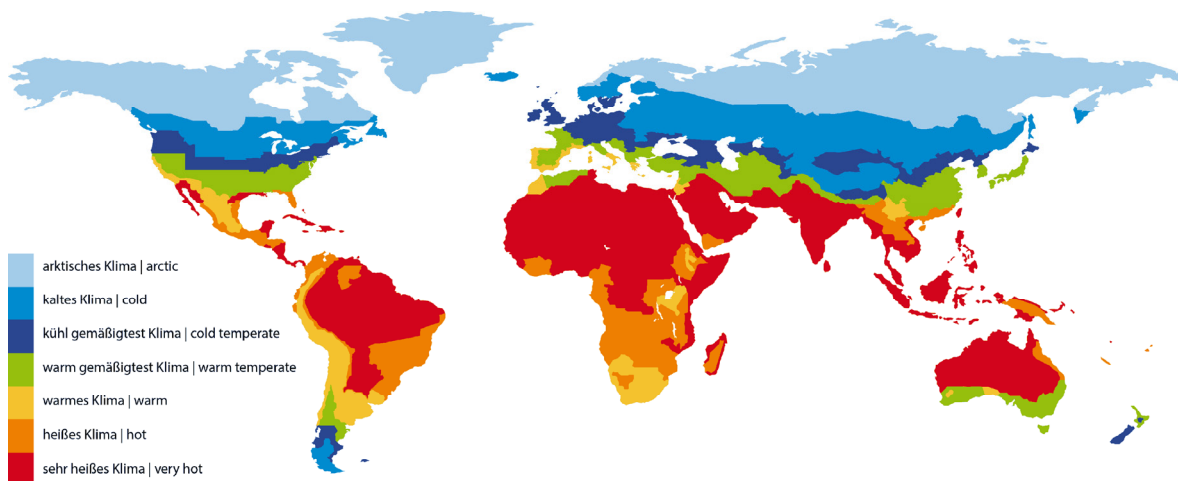 arktisches Klima | arctic
kaltes Klima | cold
kühl gemäßigtest Klima | cold temperate
warm gemäßigtest Klima | warm temperate
warmes Klima | warm
heißes Klima | hot
sehr heißes Klima | very hot